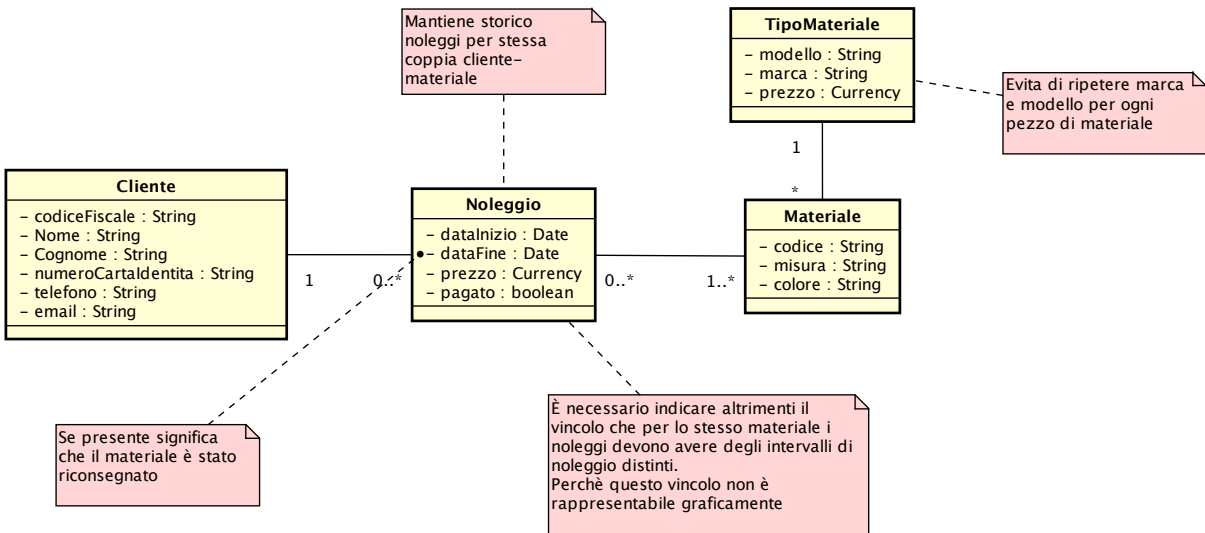 Mantiene storico
noleggi per stessa
coppia cliente-
materiale
TipoMateriale
- modello : String
- marca : String
- prezzo : Currency
Evita di ripetere marca
e modello per ogni
pezzo di materiale
1
*
Cliente
- codiceFiscale : String
- Nome : String
- Cognome : String
- numeroCartaIdentita : String
- telefono : String
- email : String
1
0..*
Noleggio
- dataInizio : Date
- dataFine : Date
- prezzo : Currency
- pagato : boolean
0..*
1..*
Materiale
- codice : String
- misura : String
- colore : String
Se presente significa
che il materiale è stato
riconsegnato
È necessario indicare altrimenti il
vincolo che per lo stesso materiale i
noleggi devono avere degli intervalli di
noleggio distinti.
Perchè questo vincolo non è
rappresentabile graficamente